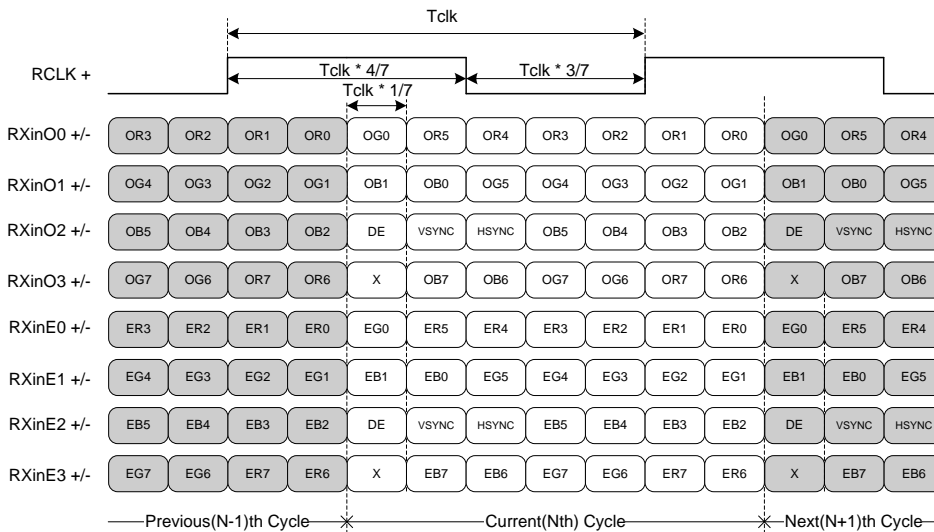 Tclk
RCLK +
Tclk * 4/7
Tclk * 3/7
Tclk * 1/7
RXinO0 +/- OR3 OR2 OR1 OR0 OG0 OR5 OR4 OR3 OR2 OR1 OR0 OG0 OR5 OR4
RXinO1 +/- OG4 OG3 OG2 OG1 OB1 OB0 OG5 OG4 OG3 OG2 OG1 OB1 OB0 OG5
RXinO2 +/- OB5 OB4 OB3 OB2 DE VSYNC HSYNC OB5 OB4 OB3 OB2 DE VSYNC HSYNC
RXinO3 +/- OG7 OG6 OR7 OR6 X OB7 OB6 OG7 OG6 OR7 OR6 X OB7 OB6
RXinE0 +/- ER3 ER2 ER1 ER0 EG0 ER5 ER4 ER3 ER2 ER1 ER0 EG0 ER5 ER4
RXinE1 +/- EG4 EG3 EG2 EG1 EB1 EB0 EG5 EG4 EG3 EG2 EG1 EB1 EB0 EG5
RXinE2 +/- EB5 EB4 EB3 EB2 DE VSYNC HSYNC EB5 EB4 EB3 EB2 DE VSYNC HSYNC
RXinE3 +/- EG7 EG6 ER7 ER6 X EB7 EB6 EG7 EG6 ER7 ER6 X EB7 EB6
Previous(N-1)th Cycle Current(Nth) Cycle Next(N+1)th Cycle